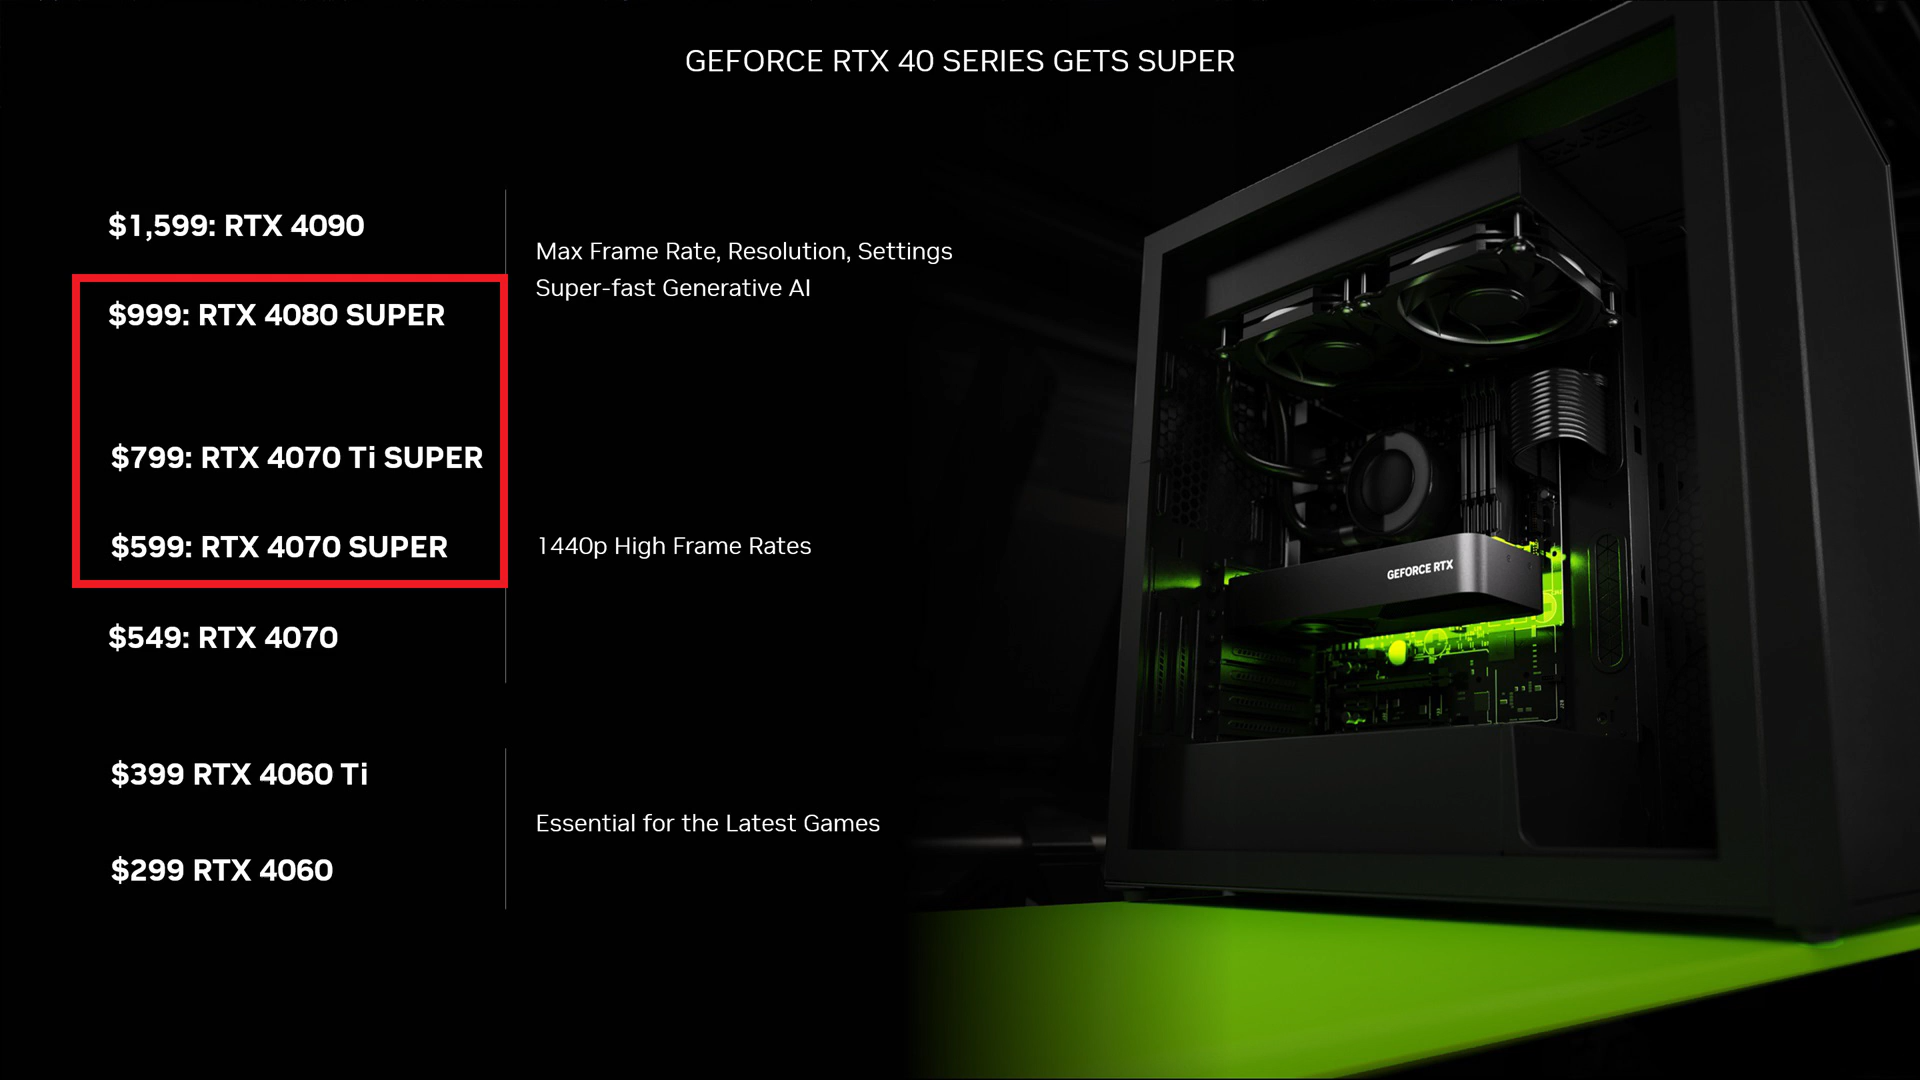 GEFORCE RTX 40 SERIES GETS SUPER
$1,599: RTX 4090
Max Frame Rate, Resolution, Settings
Super-fast Generative AI
$999: RTX 4080 SUPER
$799: RTX 4070 Ti SUPER
$599: RTX 4070 SUPER
1440p High Frame Rates
$549: RTX 4070
$399 RTX 4060 Ti
Essential for the Latest Games
$299 RTX 4060
GEFORCE RTX